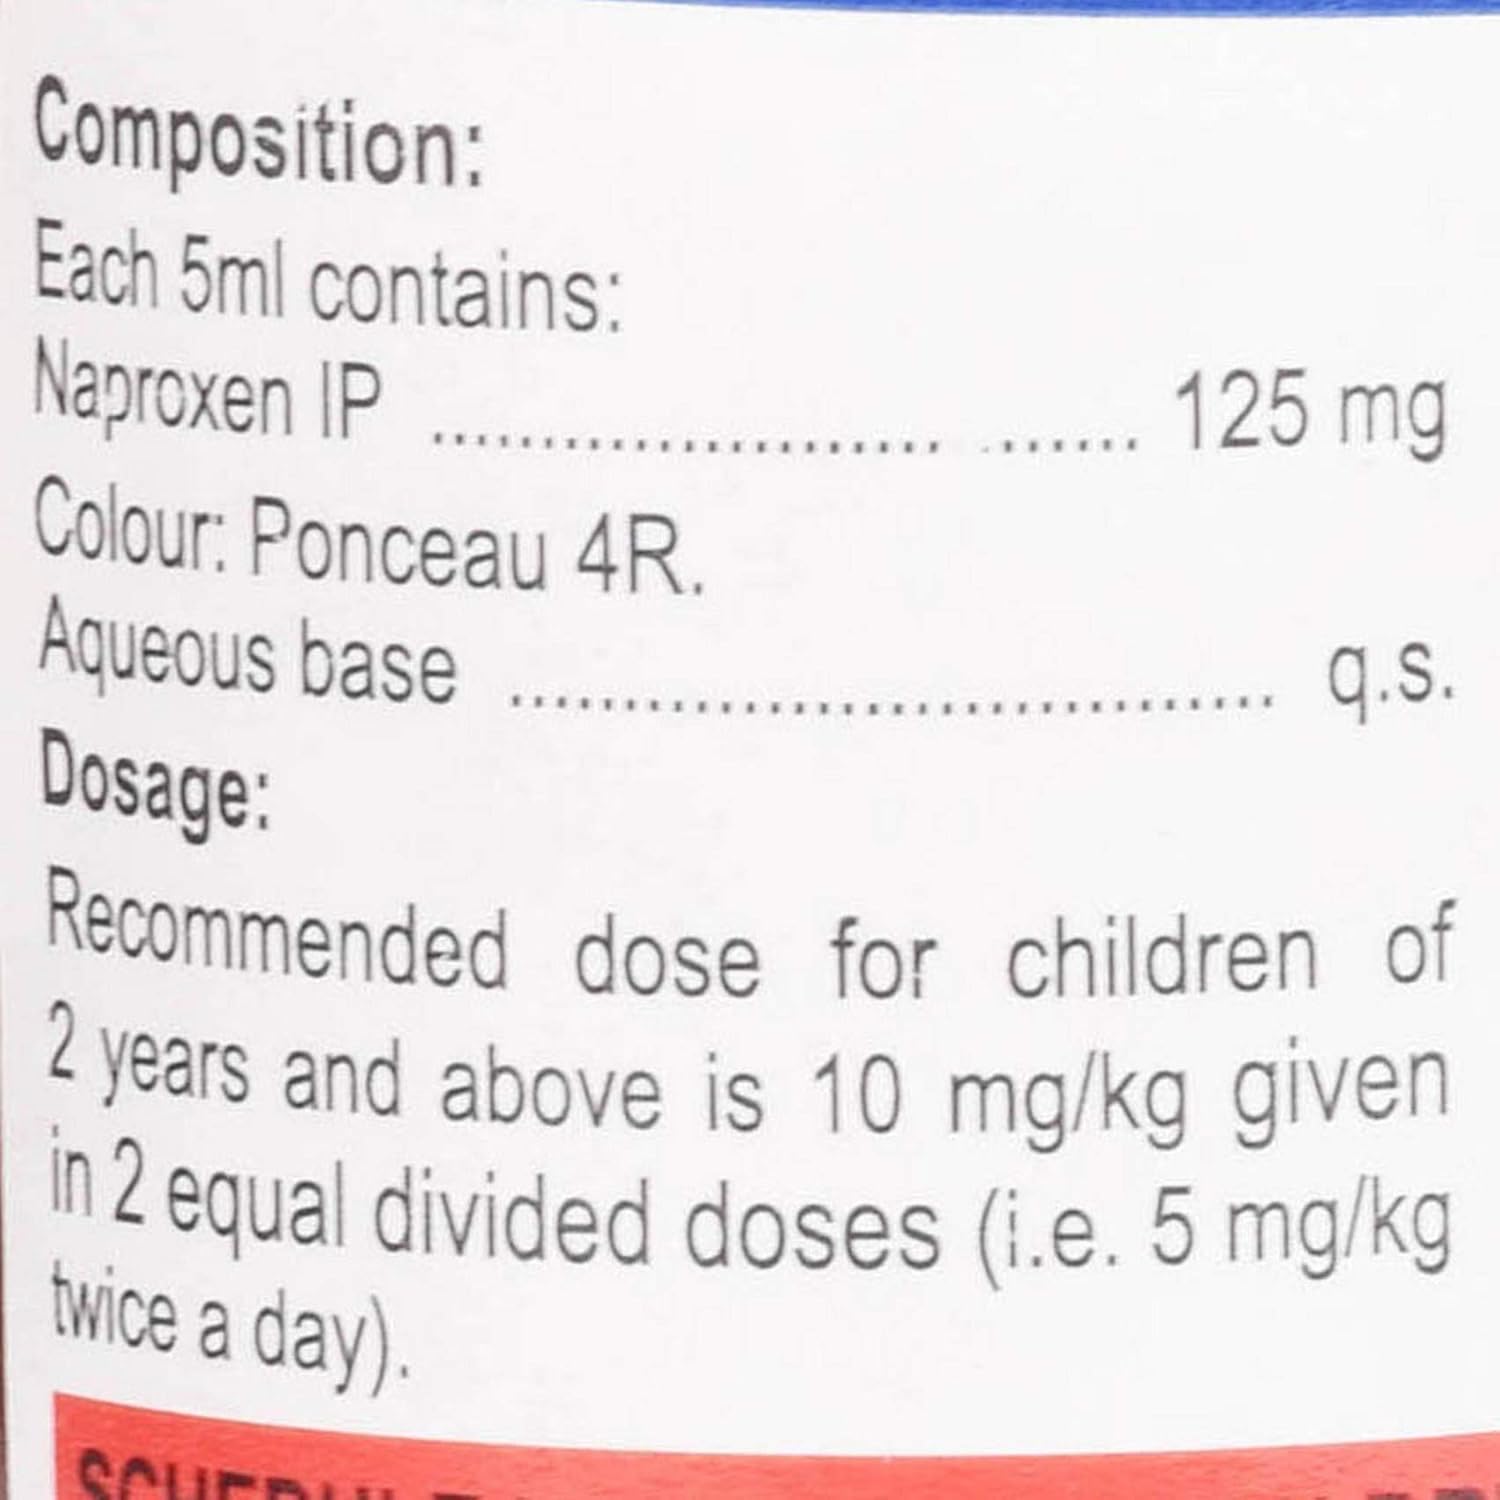 Composition:
Each 5ml contains:
Naproxen IP ........................... ....... 125 mg
Colour: Ponceau 4R.
Aqueous base .................................. q.s.
Dosage:
Recommended dose for children of
2 years and above is 10 mg/kg given
in 2 equal divided doses (i.e. 5 mg/kg
twice a day).